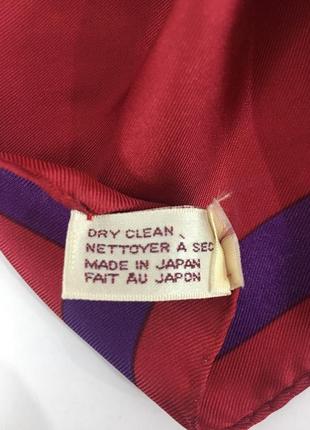 DRY CLEAN
NETTOYER À SEC
MADE IN JAPAN
FAIT AU JAPON